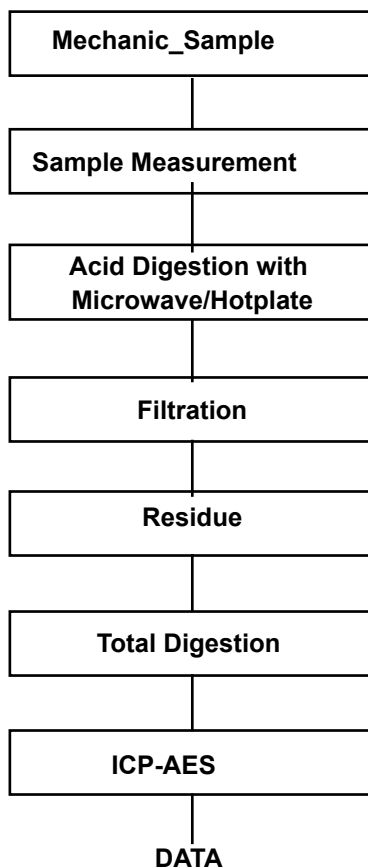 Mechanic_Sample
Sample Measurement
Acid Digestion with
Microwave/Hotplate
Filtration
Residue
Total Digestion
ICP-AES
DATA